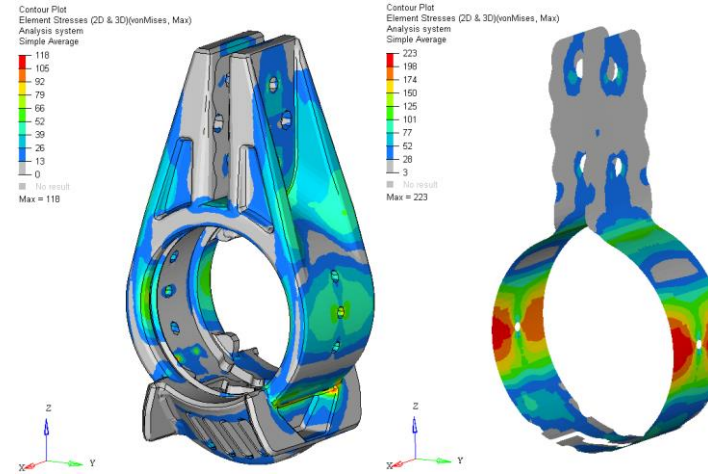 Contour Plot
Element Stresses (2D & 3D)(vonMises, Max)
Analysis system
Simple Average
118
105
92
79
66
52
39
26
13
0
No result
Max = 118
Z
X
Y
Contour Plot
Element Stresses (2D & 3D)(vonMises, Max)
Analysis system
Simple Average
223
198
174
150
125
101
77
52
28
3
No result
Max = 223
Z
X
Y